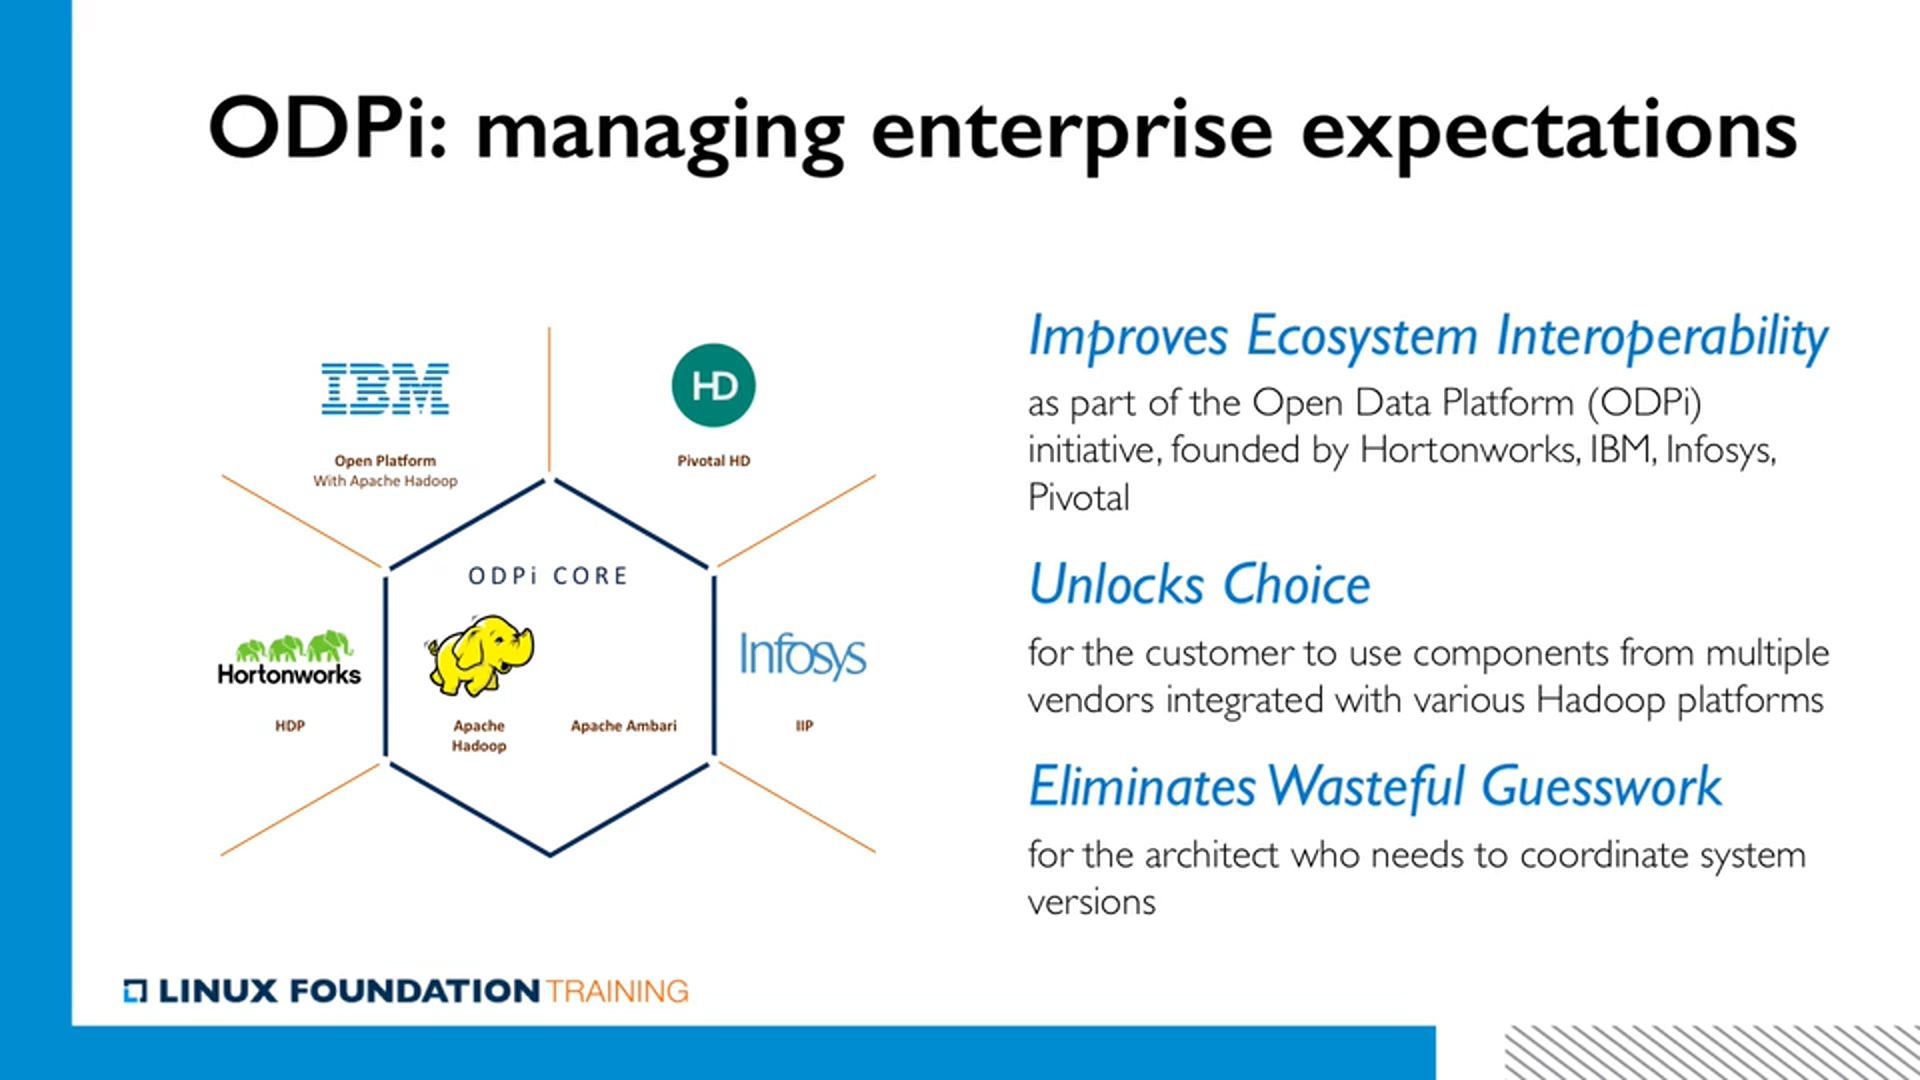 ODPi: managing enterprise expectations
IBM
Open Platform
With Apache Hadoop
HD
Pivotal HD
ODPi CORE
Hortonworks
HDP
Apache
Hadoop
Apache Ambari
Infosys
IIP
Improves Ecosystem Interoperability
as part of the Open Data Platform (ODPi)
initiative, founded by Hortonworks, IBM, Infosys,
Pivotal
Unlocks Choice
for the customer to use components from multiple
vendors integrated with various Hadoop platforms
Eliminates Wasteful Guesswork
for the architect who needs to coordinate system
versions
LINUX FOUNDATION TRAINING